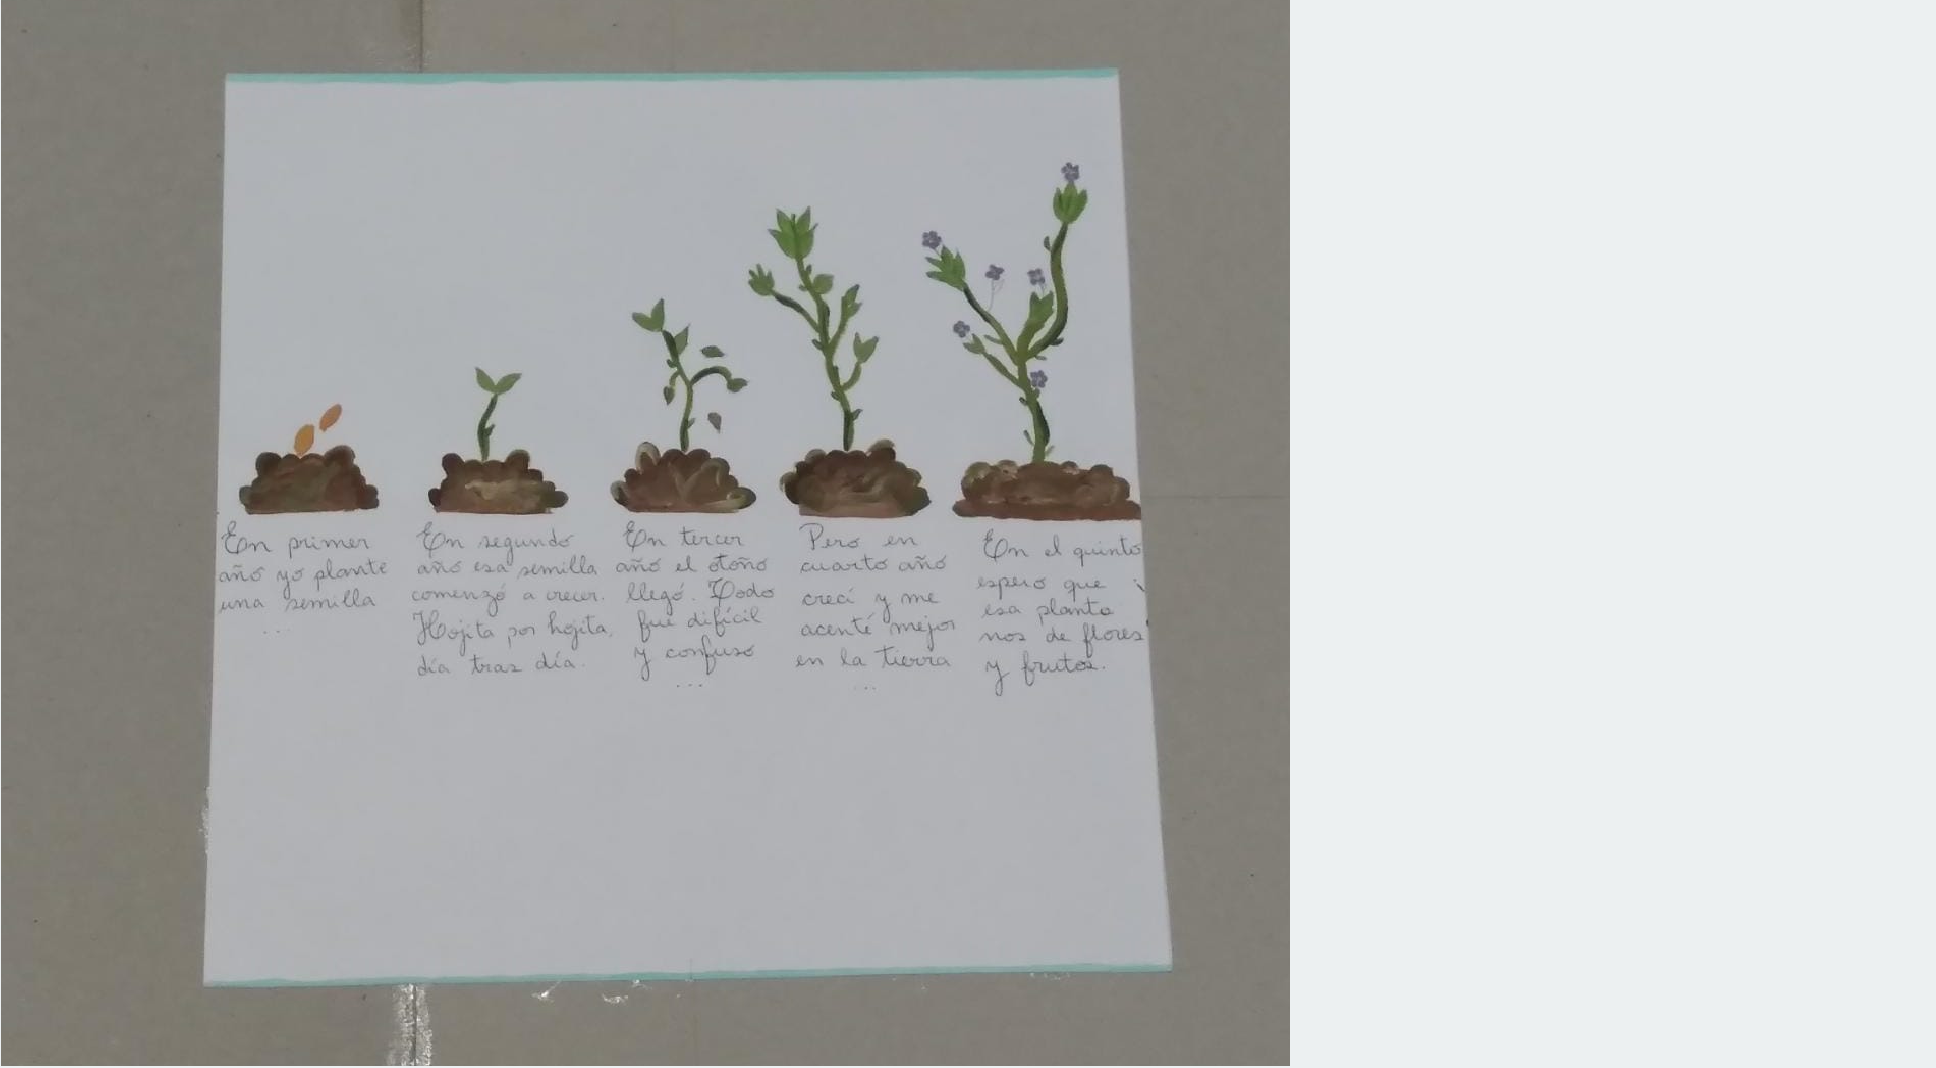 En primer
año yo plante
una semilla
...
En segundo
año esa semilla
comenzó a crecer.
Hojita por hojita,
día tras día.
En tercer
año el otoño
llegó. Todo
fue difícil
y confuso
...
Pero en
cuarto año
crecí y me
acenté mejor
en la tierra
...
En el quinto
espero que
esa planta
nos de flores
y frutos.